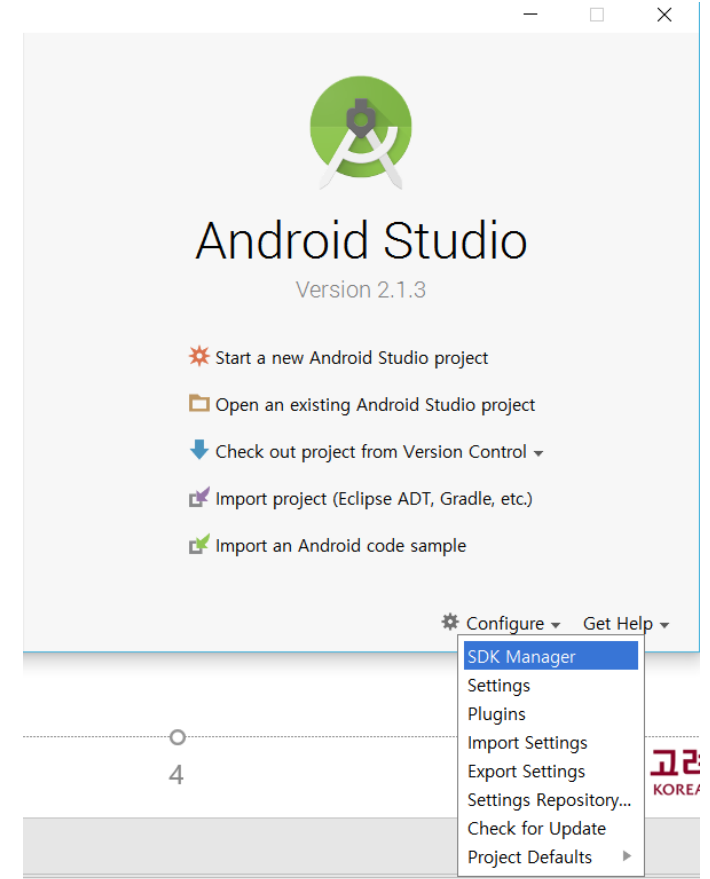 Android Studio
Version 2.1.3
Start a new Android Studio project
Open an existing Android Studio project
Check out project from Version Control
Import project (Eclipse ADT, Gradle, etc.)
Import an Android code sample
Configure Get Help
SDK Manager
Settings
Plugins
Import Settings
Export Settings
Settings Repository...
Check for Update
Project Defaults
4
KOREA